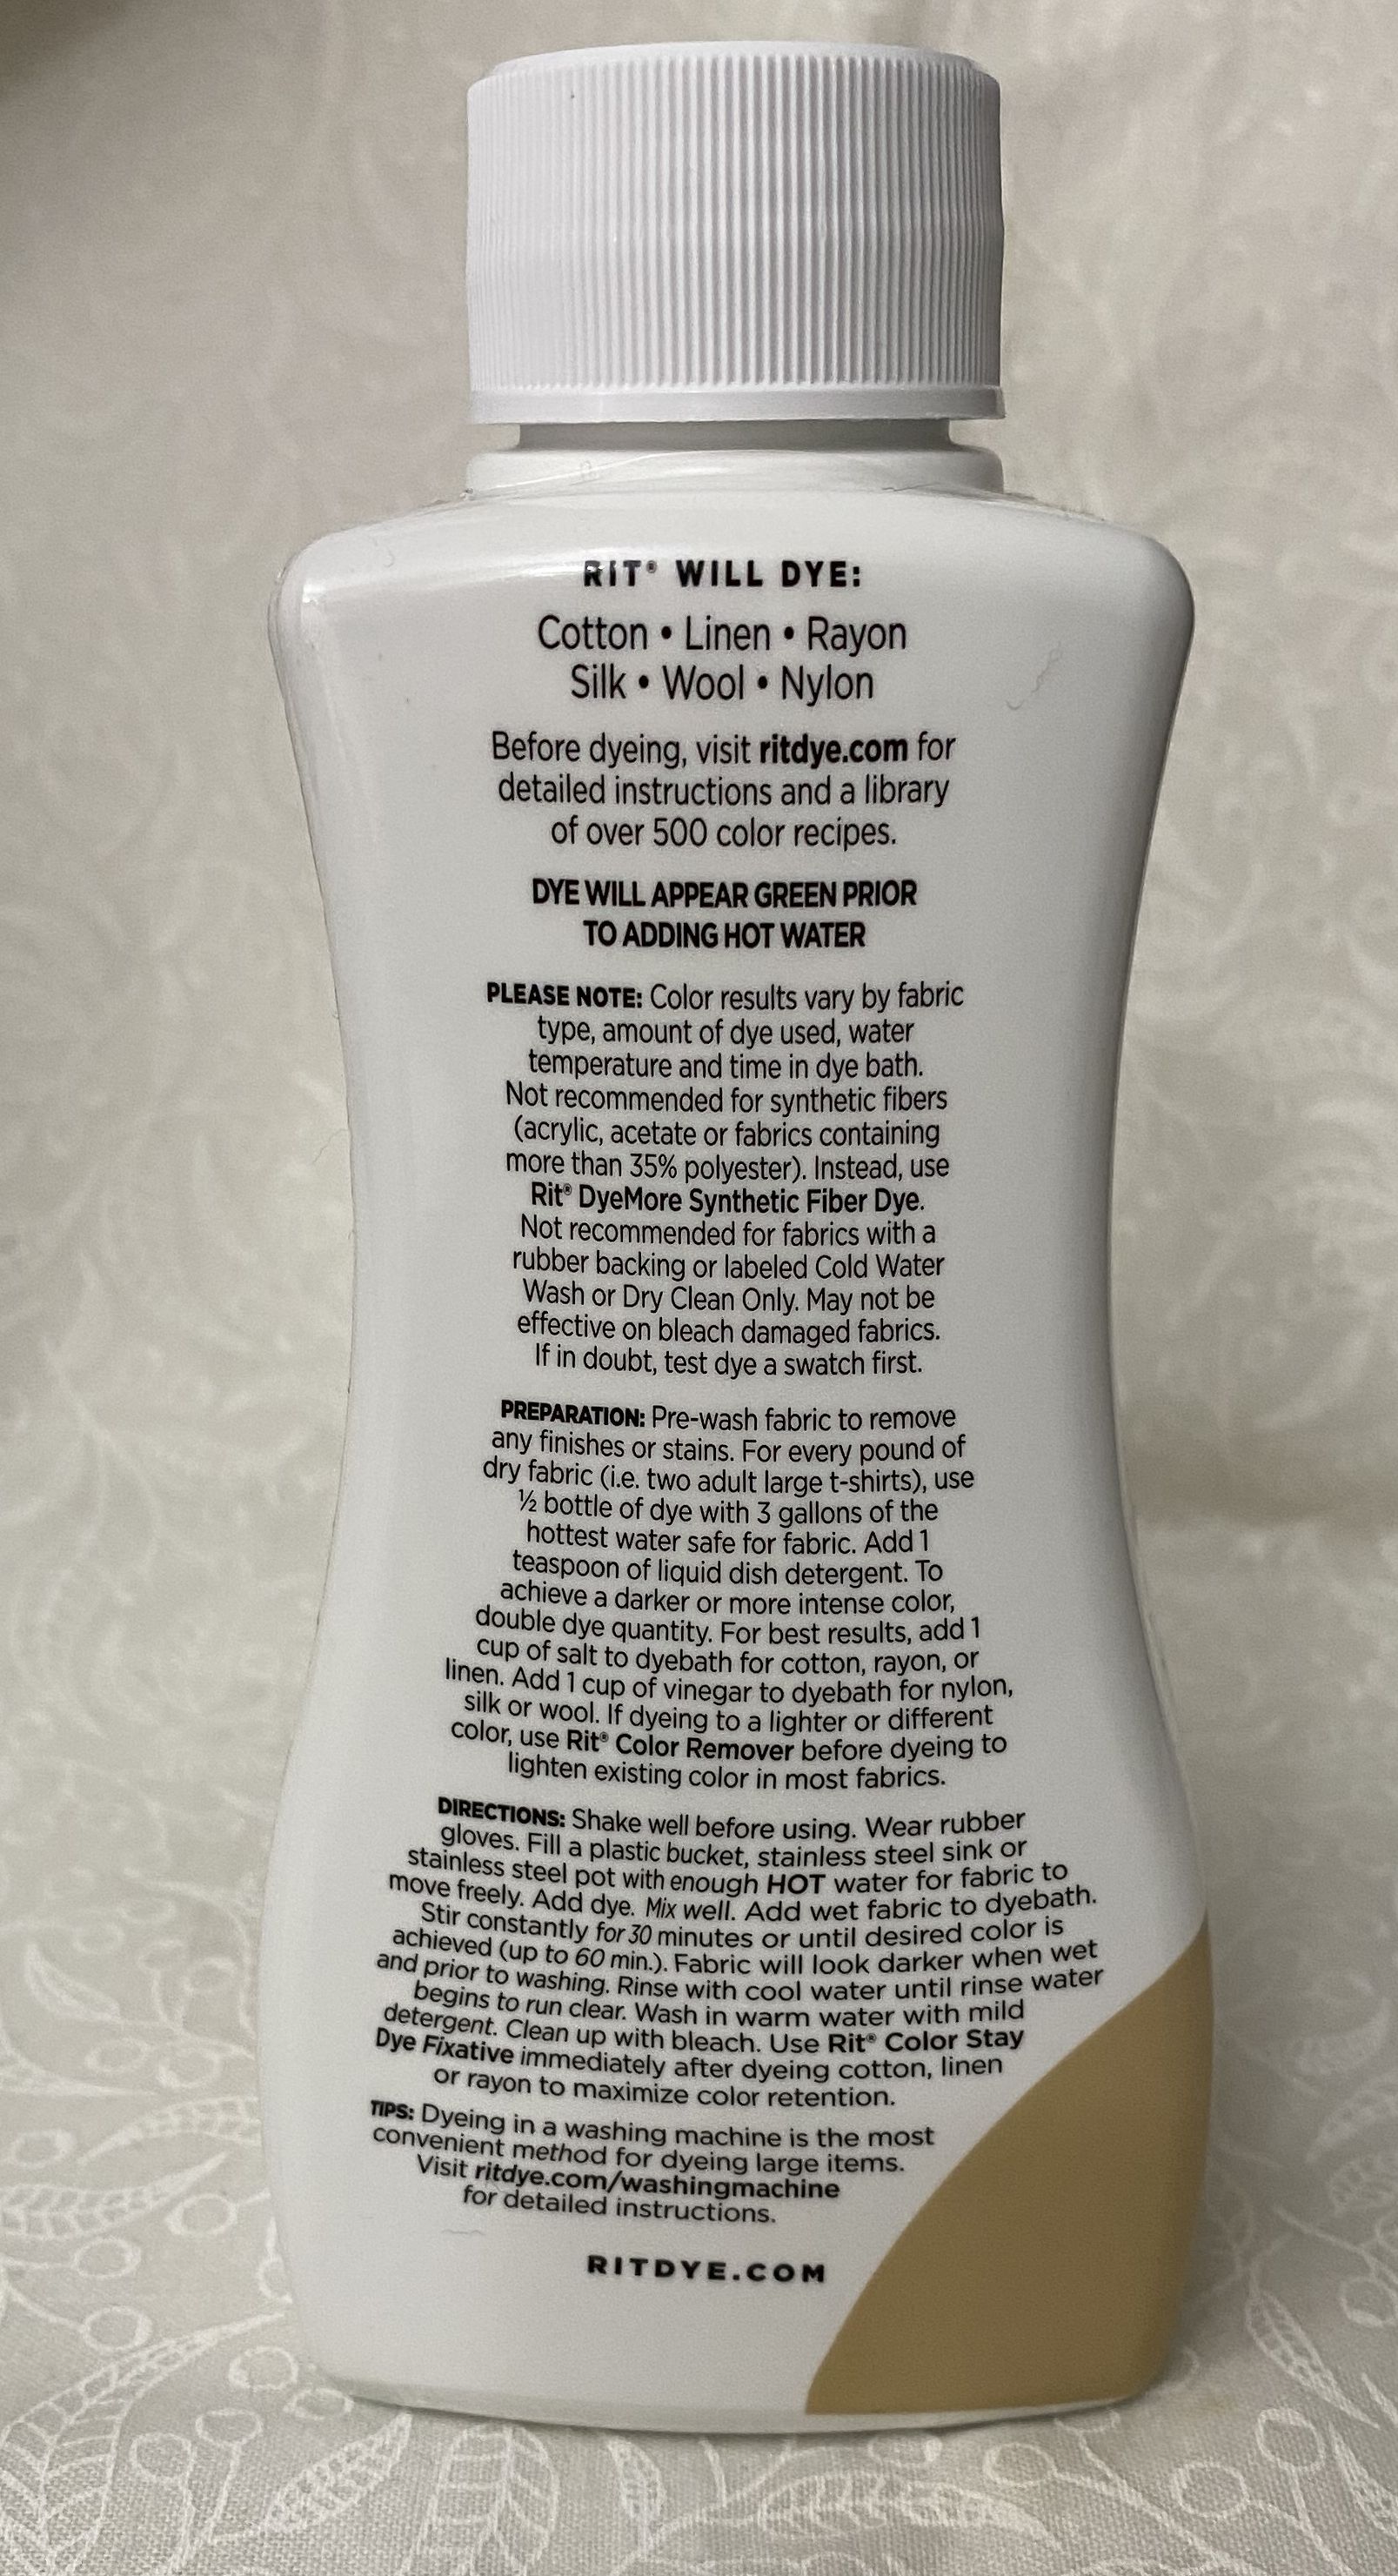 RIT® WILL DYE:
Cotton • Linen • Rayon
Silk • Wool • Nylon
Before dyeing, visit ritdye.com for
detailed instructions and a library
of over 500 color recipes.
DYE WILL APPEAR GREEN PRIOR
TO ADDING HOT WATER
PLEASE NOTE: Color results vary by fabric
type, amount of dye used, water
temperature and time in dye bath.
Not recommended for synthetic fibers
(acrylic, acetate or fabrics containing
more than 35% polyester). Instead, use
Rit® DyeMore Synthetic Fiber Dye.
Not recommended for fabrics with a
rubber backing or labeled Cold Water
Wash or Dry Clean Only. May not be
effective on bleach damaged fabrics.
If in doubt, test dye a swatch first.
PREPARATION: Pre-wash fabric to remove
any finishes or stains. For every pound of
dry fabric (i.e. two adult large t-shirts), use
½ bottle of dye with 3 gallons of the
hottest water safe for fabric. Add 1
teaspoon of liquid dish detergent. To
achieve a darker or more intense color,
double dye quantity. For best results, add 1
cup of salt to dyebath for cotton, rayon, or
linen. Add 1 cup of vinegar to dyebath for nylon,
silk or wool. If dyeing to a lighter or different
color, use Rit® Color Remover before dyeing to
lighten existing color in most fabrics.
DIRECTIONS: Shake well before using. Wear rubber
gloves. Fill a plastic bucket, stainless steel sink or
stainless steel pot with enough HOT water for fabric to
move freely. Add dye. Mix well. Add wet fabric to dyebath.
Stir constantly for 30 minutes or until desired color is
achieved (up to 60 min.). Fabric will look darker when wet
and prior to washing. Rinse with cool water until rinse water
begins to run clear. Wash in warm water with mild
detergent. Clean up with bleach. Use Rit® Color Stay
Dye Fixative immediately after dyeing cotton, linen
or rayon to maximize color retention.
TIPS: Dyeing in a washing machine is the most
convenient method for dyeing large items.
Visit ritdye.com/washingmachine
for detailed instructions.
RITDYE.COM